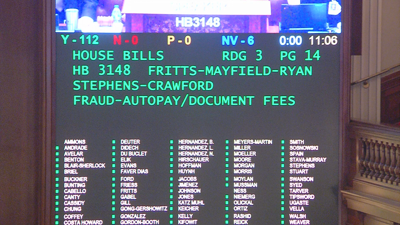 HB3148
Y - 112 N - 0 P - 0 NV - 6 0:00 11:06
HOUSE BILLS RDG 3 PG 14
HB 3148 FRITTS-MAYFIELD-RYAN
STEPHENS-CRAWFORD
FRAUD-AUTOPAY/DOCUMENT FEES
AMMONS DEUTER HERNANDEZ, B. MEYERS-MARTIN SMITH
ANDRADE DIDECH HERNANDEZ, L. MILLER SOSNOWSKI
AVELAR DU BUCLET HERNANDEZ, N. MOELLER SPAIN
BENTON ELIK HIRSCHAUER MOORE STAVA-MURRAY
BLAIR-SHERLOCK EVANS HOFFMAN MORGAN STEPHENS
BRIEL FAVER DIAS HUYNH MORRIS STUART
BUCKNER FORD JACOBS MOYLAN SWANSON
BUNTING FRIESS JIMENEZ MUSSMAN SYED
CABELLO FRITTS JOHNSON NESS TARVER
CANTY GABEL JONES NIEMERG TIPSWORD
CASSIDY GILL KATZ MUHL OLICKAL UGASTE
CHUNG GONG-GERSHOWITZ KEICHER ORTIZ VELLA
COFFEY GONZALEZ KELLY RASHID WALSH
COSTA HOWARD GORDON-BOOTH KIFOWIT REICK WEAVER